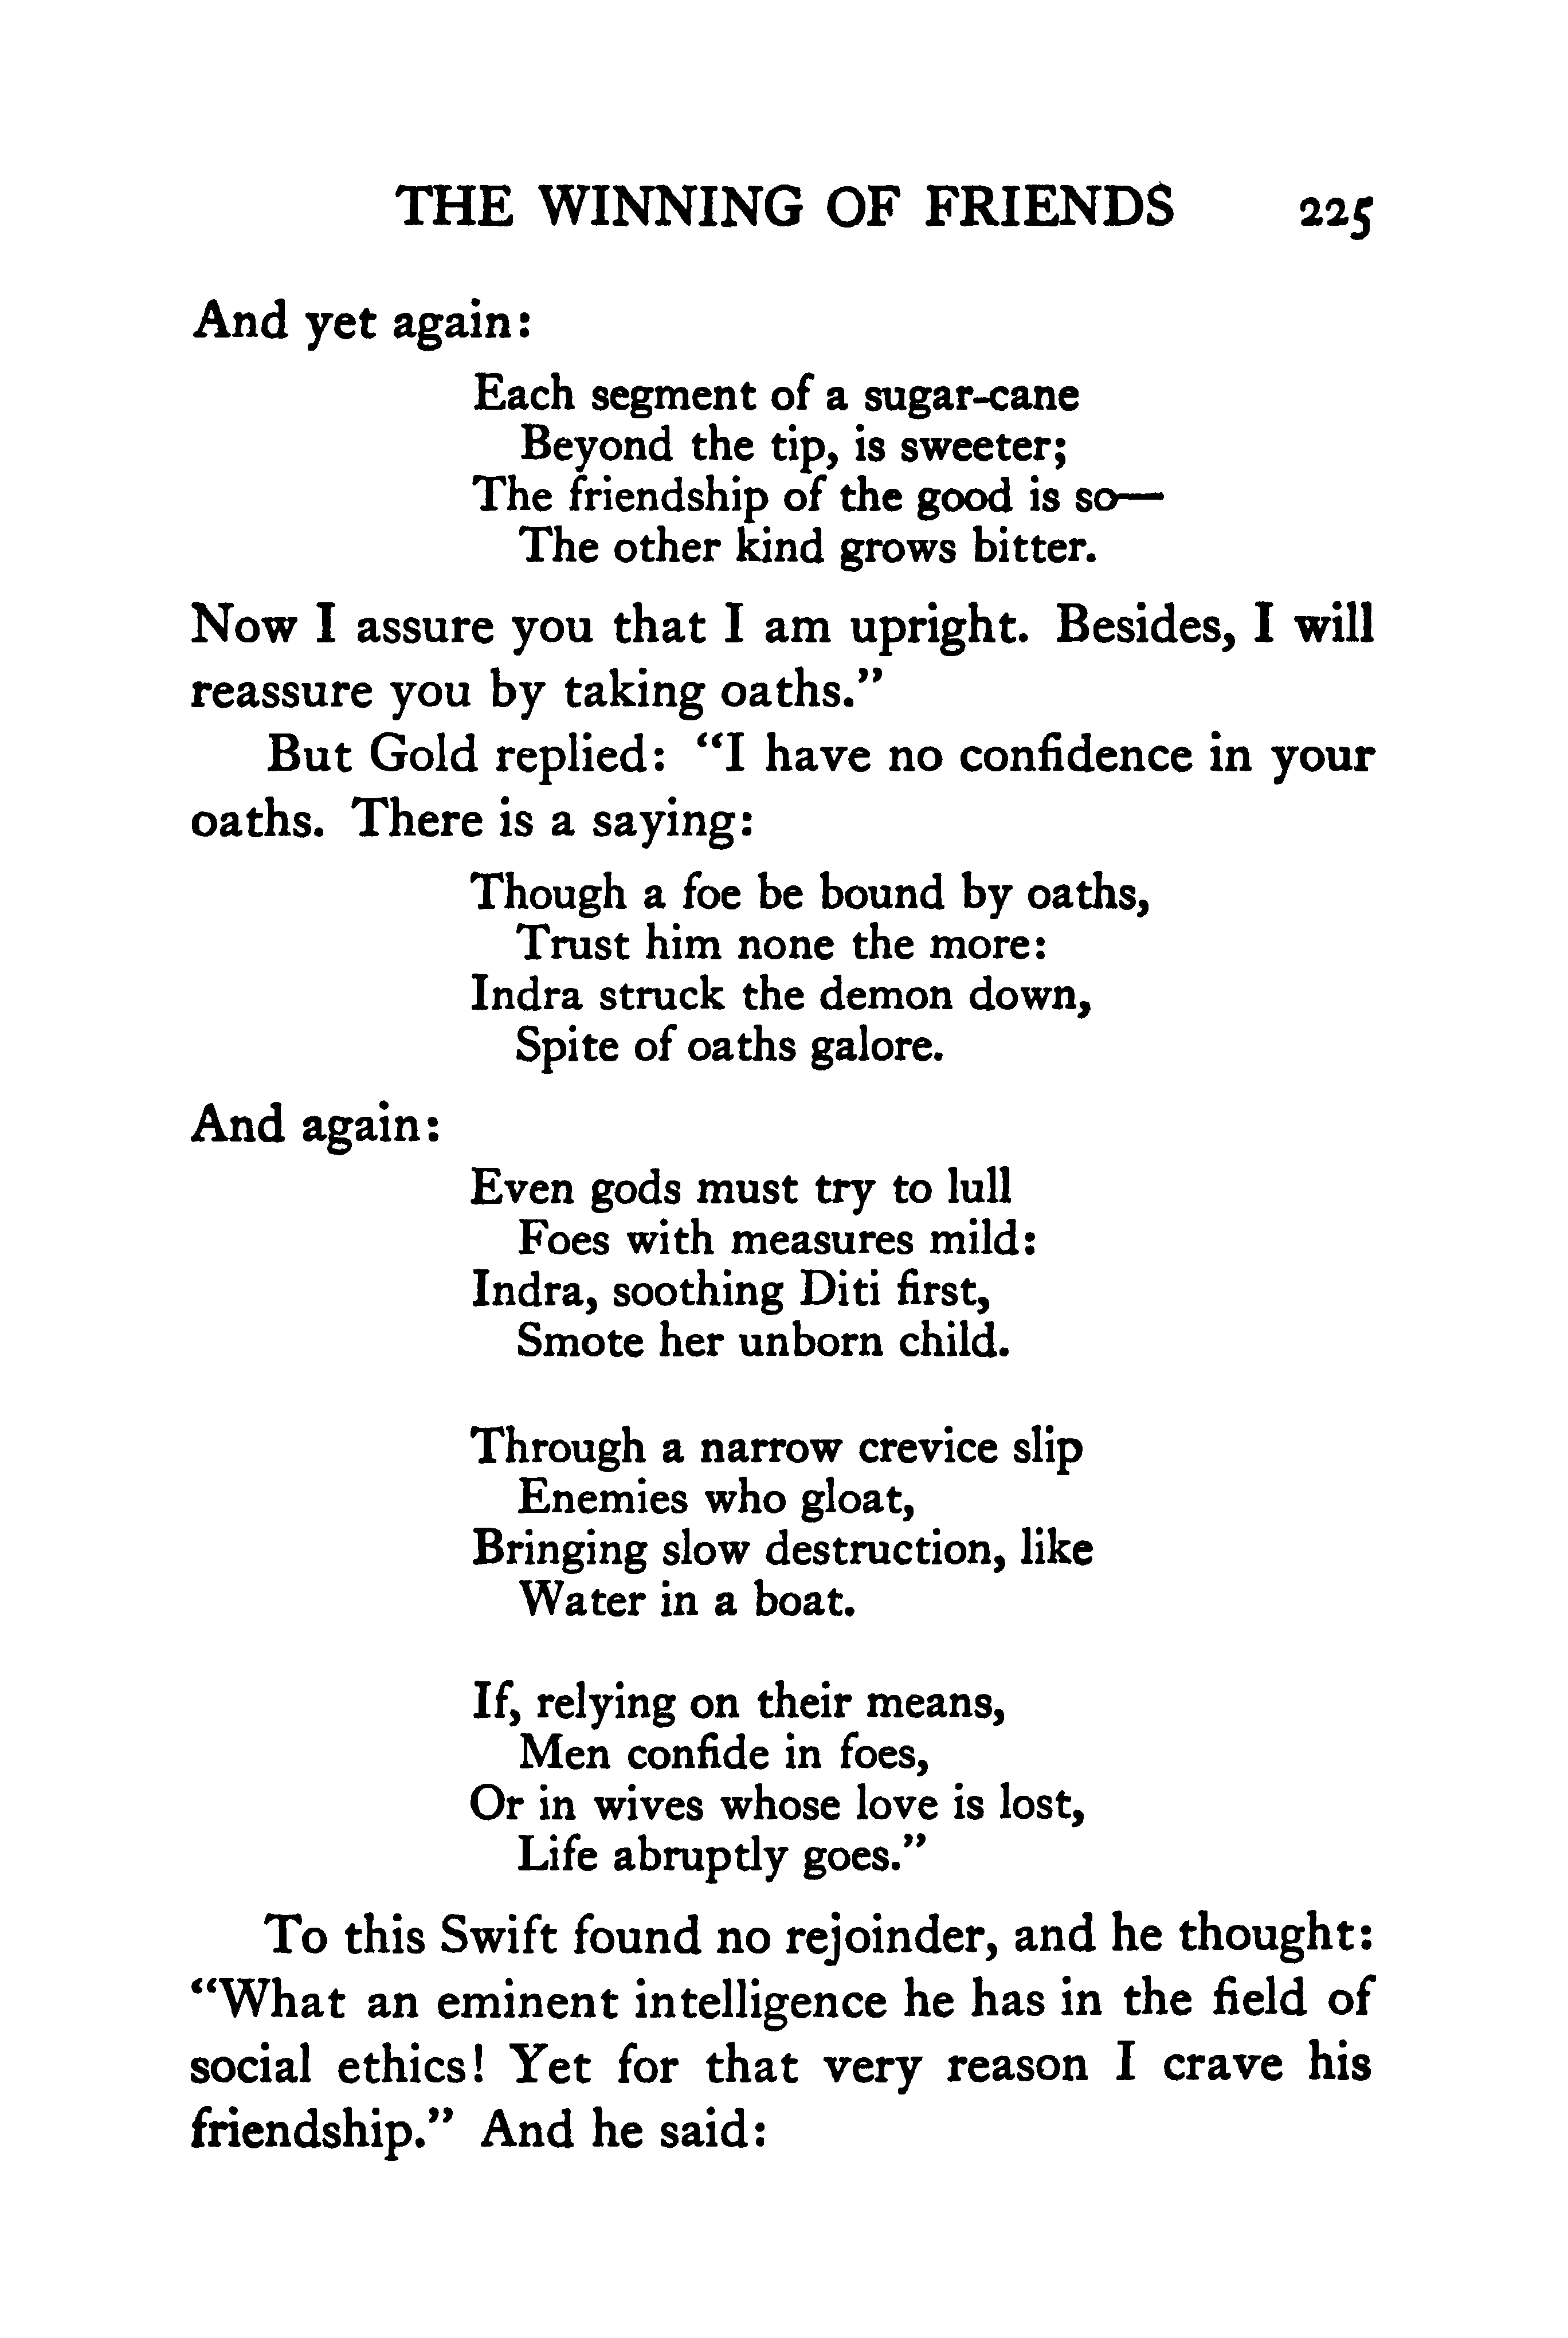 THE WINNING OF FRIENDS 225
And yet again:
Each segment of a sugar-cane
Beyond the tip, is sweeter;
The friendship of the good is so—
The other kind grows bitter.
Now I assure you that I am upright. Besides, I will
reassure you by taking oaths.”
But Gold replied: “I have no confidence in your
oaths. There is a saying:
Though a foe be bound by oaths,
Trust him none the more:
Indra struck the demon down,
Spite of oaths galore.
And again:
Even gods must try to lull
Foes with measures mild:
Indra, soothing Diti first,
Smote her unborn child.
Through a narrow crevice slip
Enemies who gloat,
Bringing slow destruction, like
Water in a boat.
If, relying on their means,
Men confide in foes,
Or in wives whose love is lost,
Life abruptly goes.”
To this Swift found no rejoinder, and he thought:
“What an eminent intelligence he has in the field of
social ethics! Yet for that very reason I crave his
friendship.” And he said: